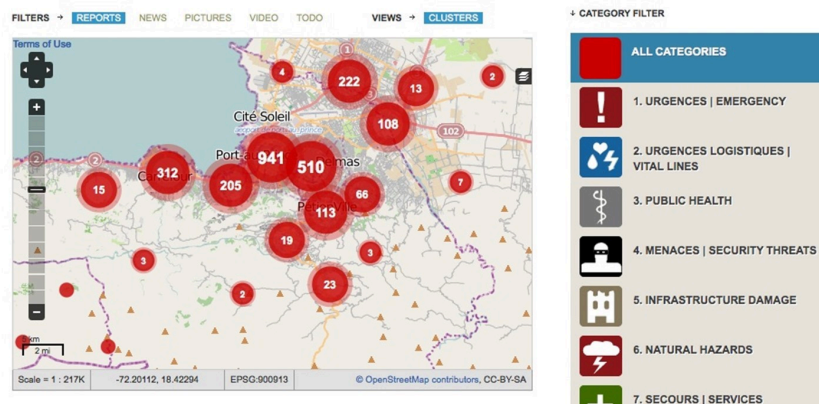 FILTERS → REPORTS NEWS PICTURES VIDEO TODO VIEWS → CLUSTERS
↓ CATEGORY FILTER
Terms of Use
ALL CATEGORIES
1
4
222
13
2
1. URGENCES | EMERGENCY
108
Cité Soleil
102
2. URGENCES LOGISTIQUES |
VITAL LINES
2
2
941
510
312
205
15
66
7
3. PUBLIC HEALTH
113
19
3
3
4. MENACES | SECURITY THREATS
2
23
5. INFRASTRUCTURE DAMAGE
km
2 mi
6. NATURAL HAZARDS
Scale = 1 : 217K
-72.20112, 18.42294
EPSG:900913
© OpenStreetMap contributors, CC-BY-SA
7. SECOURS | SERVICES